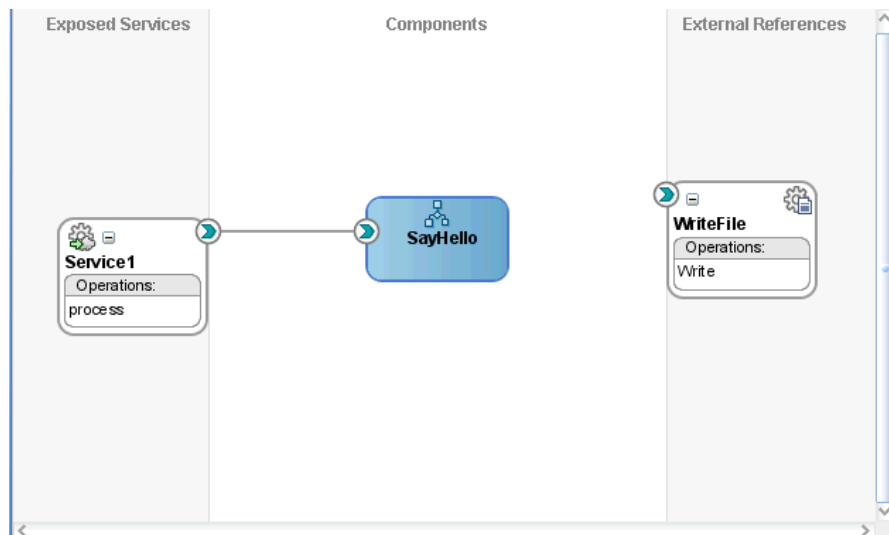 Exposed Services
Components
External References
Service1
Operations:
process
SayHello
WriteFile
Operations:
Write